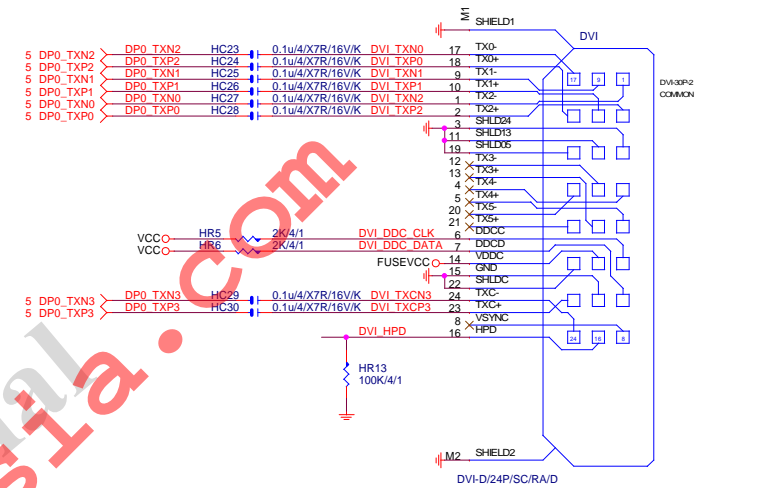 M1
SHIELD1
DVI
5 DP0_TXN2 DP0_TXN2 HC23 0.1u/4/X7R/16V/K DVI_TXN0 17 TX0-
5 DP0_TXP2 DP0_TXP2 HC24 0.1u/4/X7R/16V/K DVI_TXP0 18 TX0+
5 DP0_TXN1 DP0_TXN1 HC25 0.1u/4/X7R/16V/K DVI_TXN1 9 TX1-
5 DP0_TXP1 DP0_TXP1 HC26 0.1u/4/X7R/16V/K DVI_TXP1 10 TX1+
5 DP0_TXN0 DP0_TXN0 HC27 0.1u/4/X7R/16V/K DVI_TXN2 1 TX2-
5 DP0_TXP0 DP0_TXP0 HC28 0.1u/4/X7R/16V/K DVI_TXP2 2 TX2+
17 9 1
DVI-30P-2
COMMON
3 SHLD24
11 SHLD13
19 SHLD05
12 TX3-
13 TX3+
4 TX4-
5 TX4+
20 TX5-
21 TX5+
VCC HR5 2K/4/1 DVI_DDC_CLK 6 DDCC
VCC HR6 2K/4/1 DVI_DDC_DATA 7 DDCD
FUSEVCC 14 VDDC
15 GND
22 SHLDC
5 DP0_TXN3 DP0_TXN3 HC29 0.1u/4/X7R/16V/K DVI_TXCN3 24 TXC-
5 DP0_TXP3 DP0_TXP3 HC30 0.1u/4/X7R/16V/K DVI_TXCP3 23 TXC+
8 VSYNC
DVI_HPD 16 HPD
24 16 8
HR13
100K/4/1
M2 SHIELD2
DVI-D/24P/SC/RA/D
sia.com
al